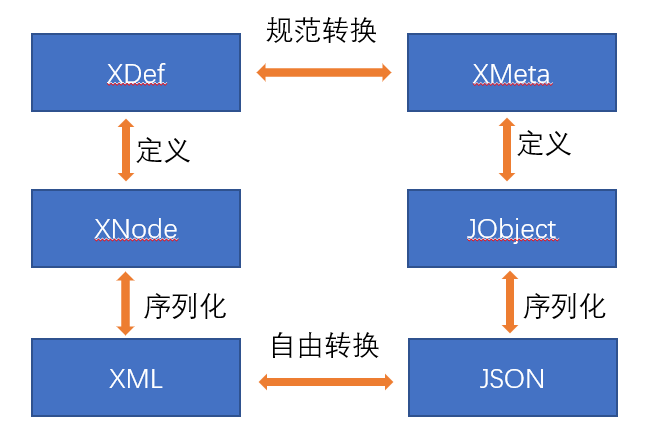 规范转换
XDef
XMeta
定义
定义
XNode
JObject
序列化
序列化
自由转换
XML
JSON